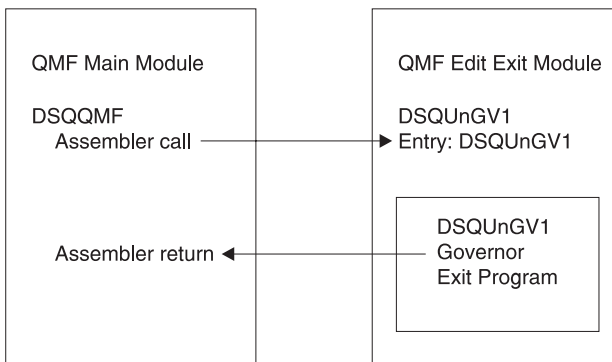 QMF Main Module
DSQQMF
Assembler call
Assembler return
QMF Edit Exit Module
DSQUnGV1
Entry: DSQUnGV1
DSQUnGV1
Governor
Exit Program